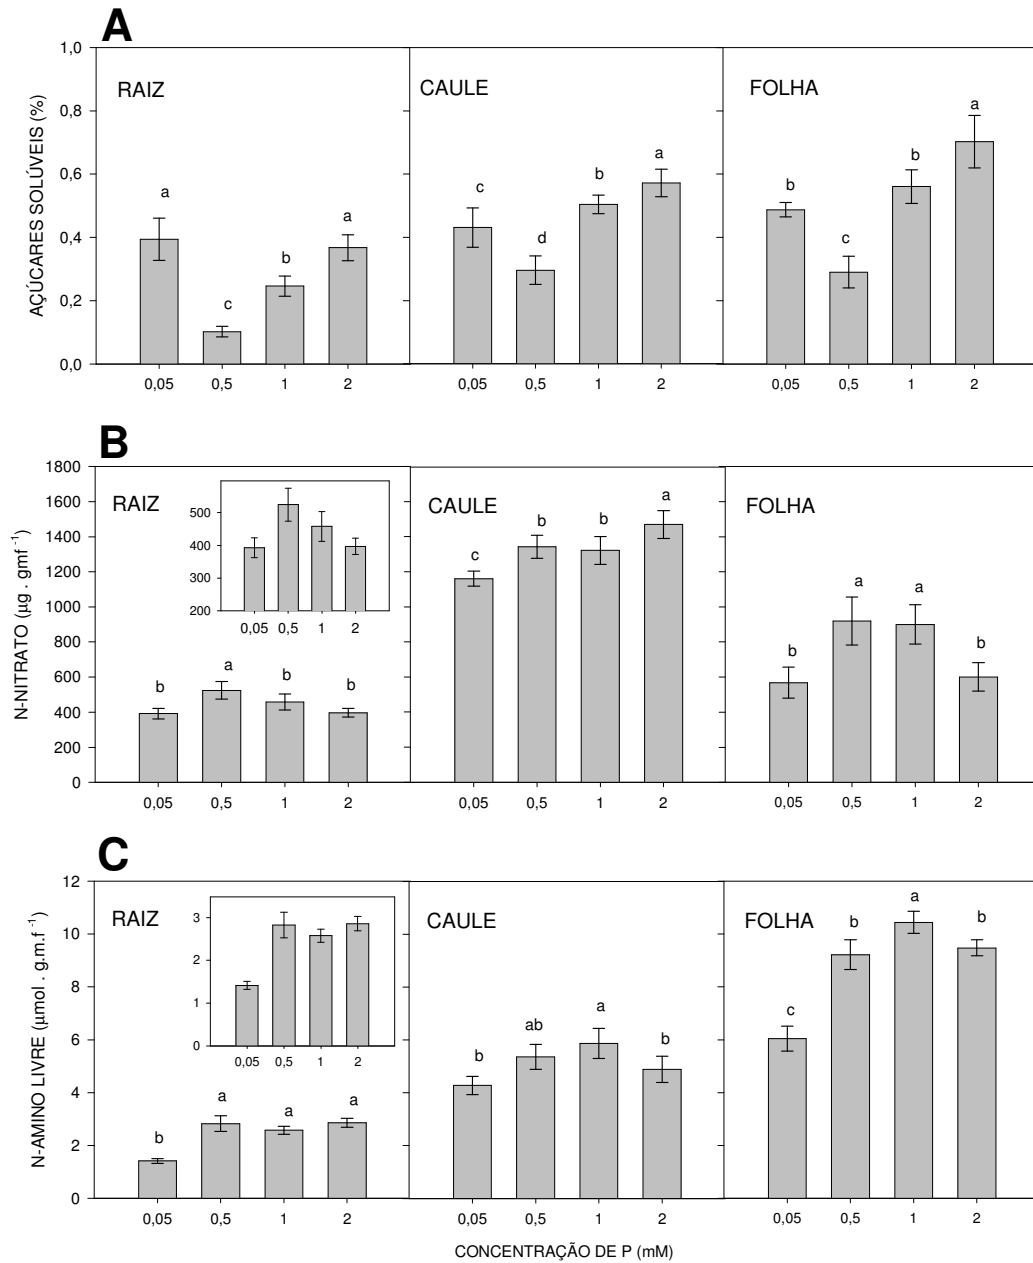 A
AÇÚCARES SOLÚVEIS (%)
1,0
0,8
0,6
0,4
0,2
0,0
RAIZ
a
c
b
a
0,05 0,5 1 2
CAULE
c
d
b
a
0,05 0,5 1 2
FOLHA
b
c
b
a
0,05 0,5 1 2
B
N-NITRATO (µg . gmf⁻¹)
1800
1600
1400
1200
1000
800
600
400
200
0
RAIZ
500
400
300
200
0,05 0,5 1 2
b
a
b
b
0,05 0,5 1 2
CAULE
c
b
b
a
0,05 0,5 1 2
FOLHA
b
a
a
b
0,05 0,5 1 2
C
N-AMINO LIVRE (µmol . g.m.f⁻¹)
12
10
8
6
4
2
0
RAIZ
3
2
1
0
0,05 0,5 1 2
b
a
a
a
0,05 0,5 1 2
CAULE
b
ab
a
b
0,05 0,5 1 2
FOLHA
c
b
a
b
0,05 0,5 1 2
CONCENTRAÇÃO DE P (mM)